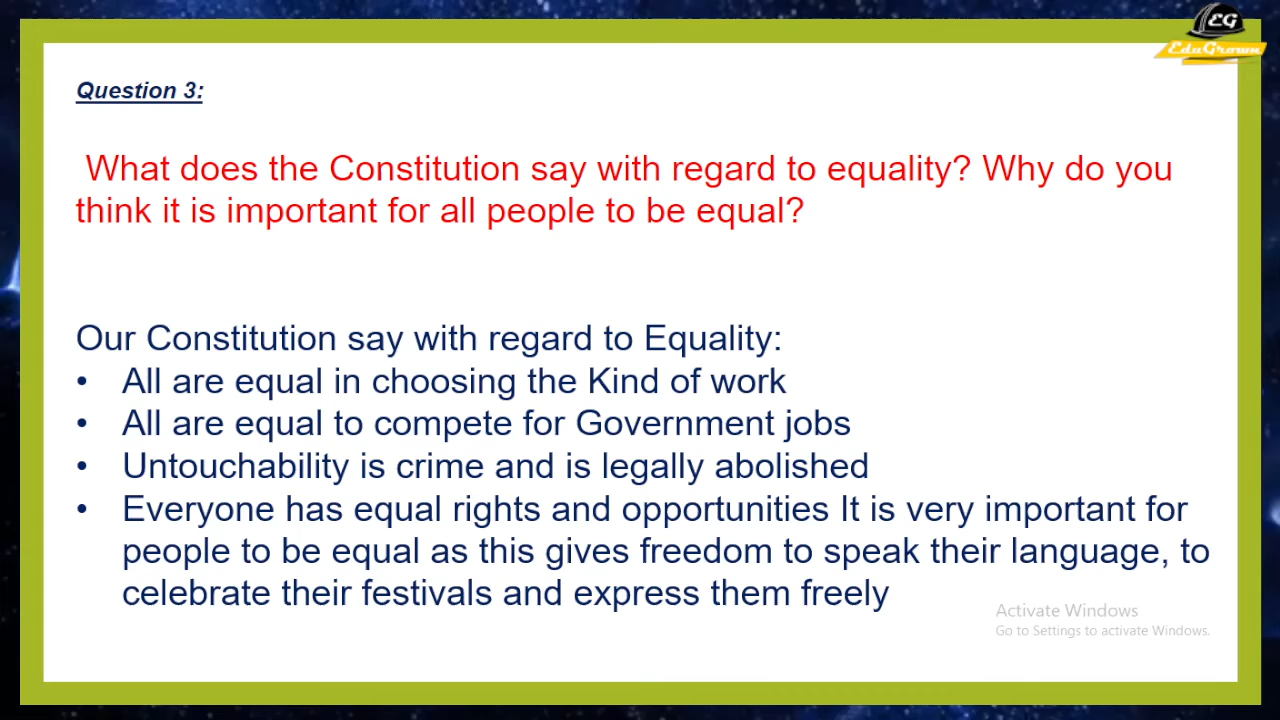 EG
EduGrown
Question 3:
What does the Constitution say with regard to equality? Why do you
think it is important for all people to be equal?
Our Constitution say with regard to Equality:
• All are equal in choosing the Kind of work
• All are equal to compete for Government jobs
• Untouchability is crime and is legally abolished
• Everyone has equal rights and opportunities It is very important for
people to be equal as this gives freedom to speak their language, to
celebrate their festivals and express them freely
Activate Windows
Go to Settings to activate Windows.